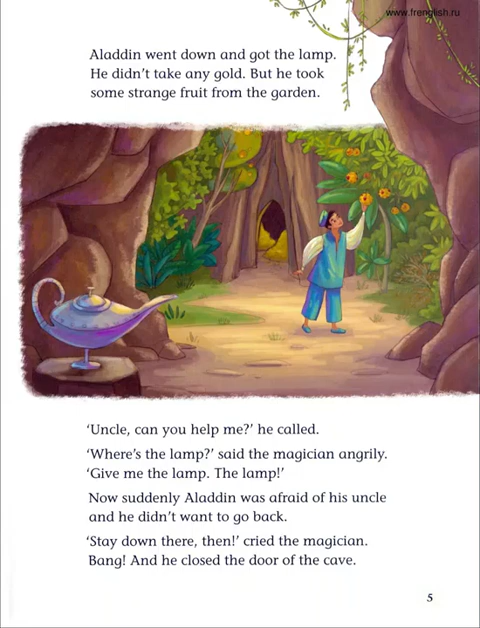 www.frenglish.ru
Aladdin went down and got the lamp.
He didn't take any gold. But he took
some strange fruit from the garden.
‘Uncle, can you help me?’ he called.
‘Where's the lamp?’ said the magician angrily.
‘Give me the lamp. The lamp!’
Now suddenly Aladdin was afraid of his uncle
and he didn't want to go back.
‘Stay down there, then!’ cried the magician.
Bang! And he closed the door of the cave.
5